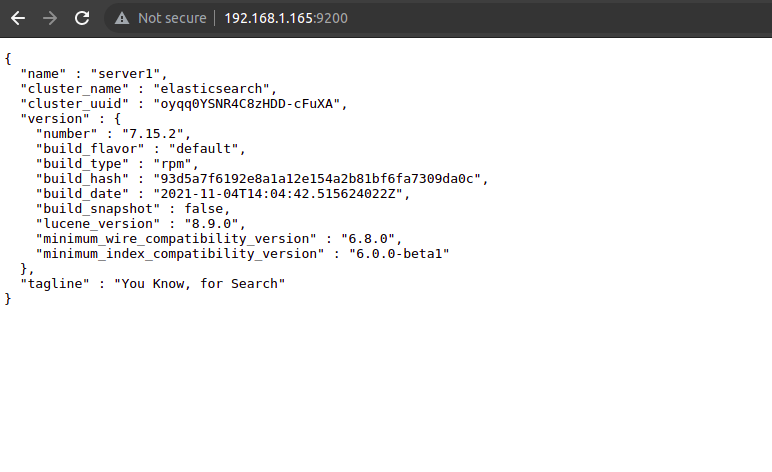 Not secure | 192.168.1.165:9200
{
  "name" : "server1",
  "cluster_name" : "elasticsearch",
  "cluster_uuid" : "oyqq0YSNR4C8zHDD-cFuXA",
  "version" : {
    "number" : "7.15.2",
    "build_flavor" : "default",
    "build_type" : "rpm",
    "build_hash" : "93d5a7f6192e8a1a12e154a2b81bf6fa7309da0c",
    "build_date" : "2021-11-04T14:04:42.515624022Z",
    "build_snapshot" : false,
    "lucene_version" : "8.9.0",
    "minimum_wire_compatibility_version" : "6.8.0",
    "minimum_index_compatibility_version" : "6.0.0-beta1"
  },
  "tagline" : "You Know, for Search"
}